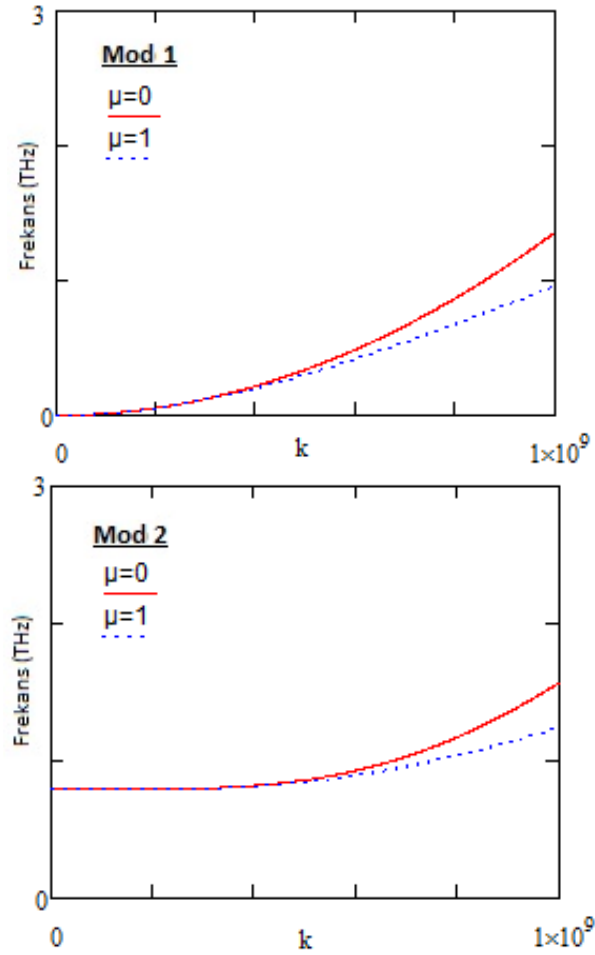 3
Mod 1
μ=0
μ=1
Frekans (THz)
0
0
k
1×10⁹
3
Mod 2
μ=0
μ=1
Frekans (THz)
0
0
k
1×10⁹